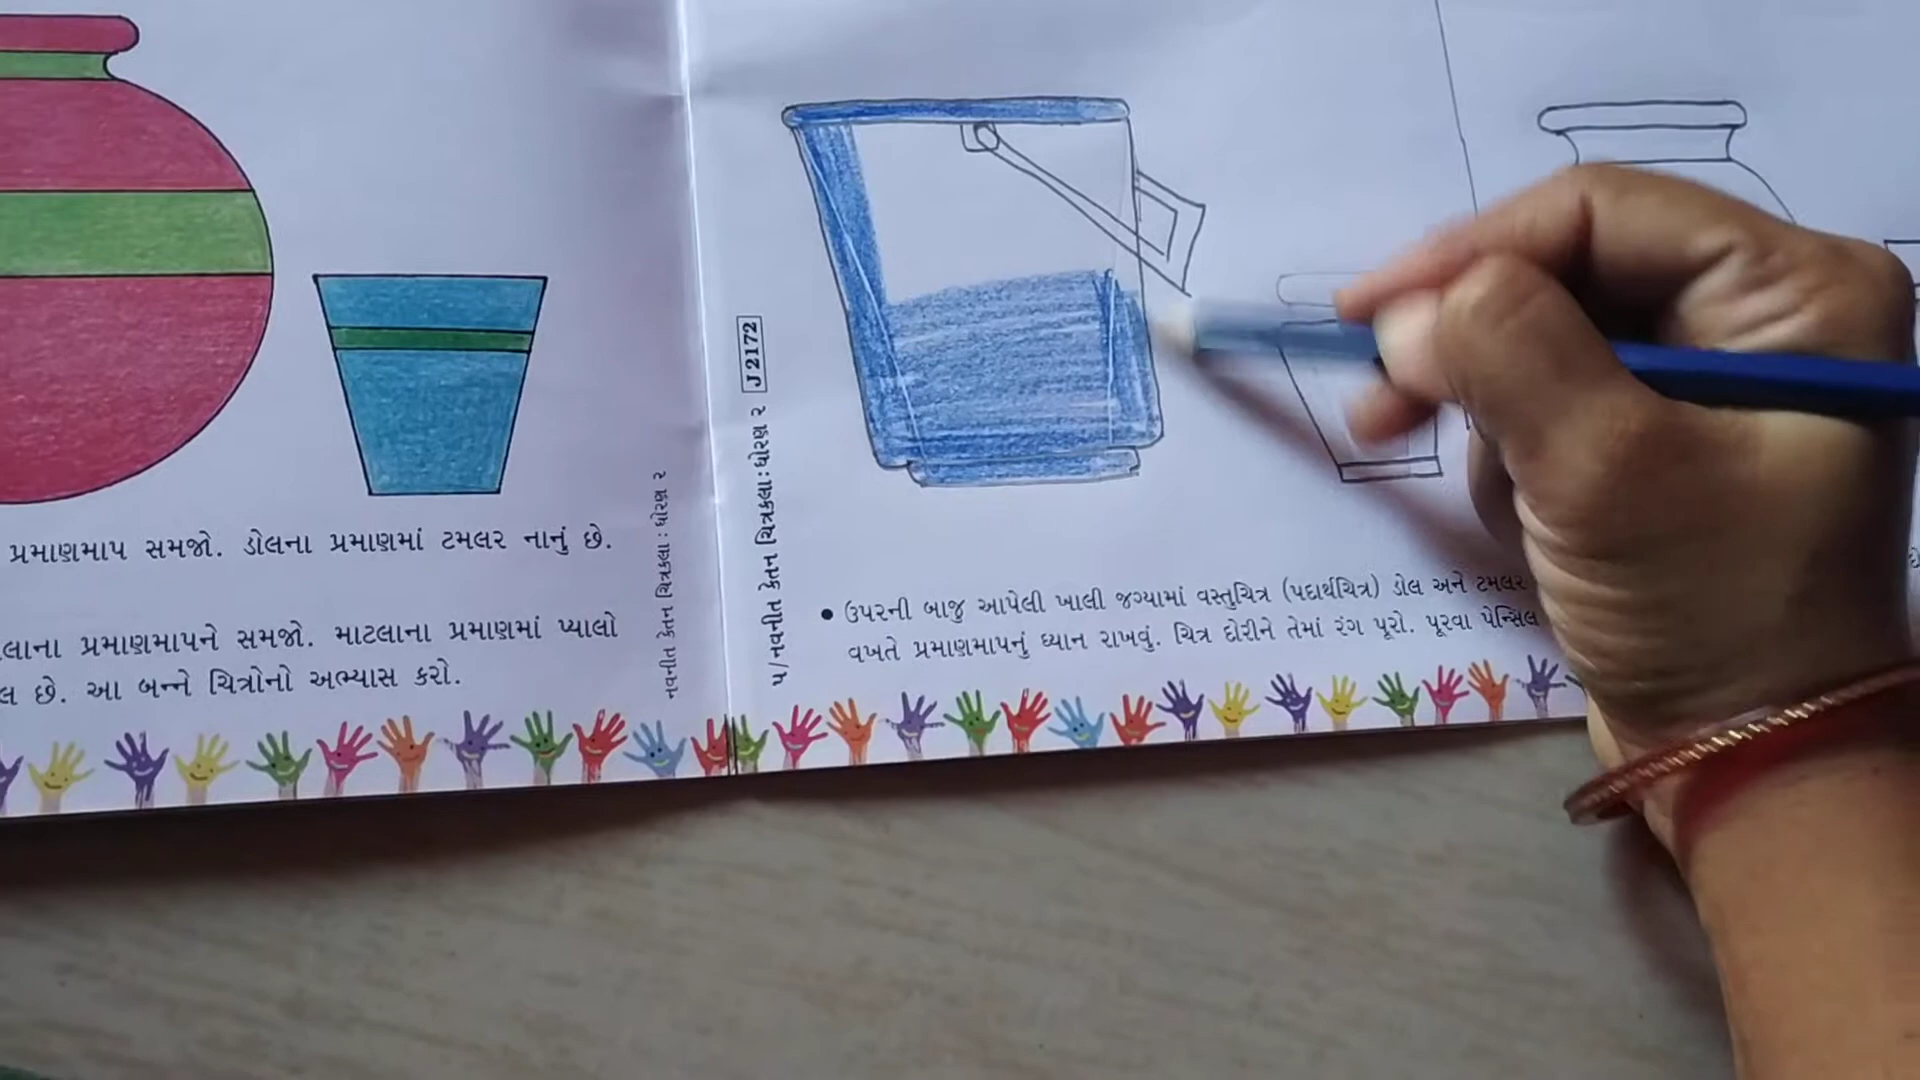 પ્રમાણમાપ સમજો. ડોલના પ્રમાણમાં ટમલર નાનું છે.
લાના પ્રમાણમાપને સમજો. માટલાના પ્રમાણમાં પ્યાલો
લ છે. આ બન્ને ચિત્રોનો અભ્યાસ કરો.
નવનીત કેતન ચિત્રકલા : ધોરણ ૨
૫/નવનીત કેતન ચિત્રકલા : ધોરણ ૨ J 2172
• ઉપરની બાજુ આપેલી ખાલી જગ્યામાં વસ્તુચિત્ર (પદાર્થચિત્ર) ડોલ અને ટમલર
વખતે પ્રમાણમાપનું ધ્યાન રાખવું. ચિત્ર દોરીને તેમાં રંગ પૂરો. પૂરવા પેન્સિલ